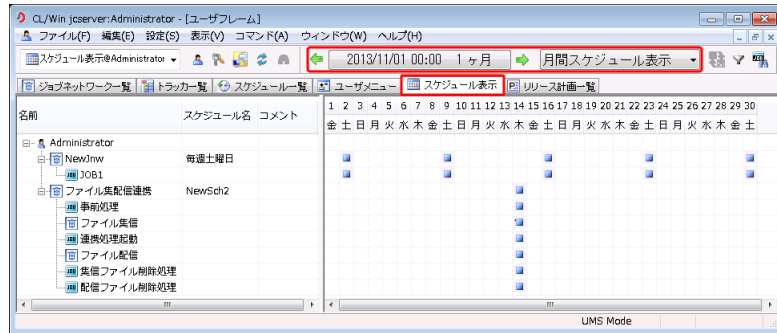 CL/Win jcserver:Administrator - [ユーザフレーム]
ファイル(F) 編集(E) 設定(S) 表示(V) コマンド(A) ウィンドウ(W) ヘルプ(H)
スケジュール表示@Administrator 2013/11/01 00:00 1 ヶ月 月間スケジュール表示
ジョブネットワーク一覧 トラッカ一覧 スケジュール一覧 ユーザメニュー スケジュール表示 リリース計画一覧
名前 スケジュール名 コメント
1 2 3 4 5 6 7 8 9 10 11 12 13 14 15 16 17 18 19 20 21 22 23 24 25 26 27 28 29 30
金 土 日 月 火 水 木 金 土 日 月 火 水 木 金 土 日 月 火 水 木 金 土 日 月 火 水 木 金 土
Administrator
NewJnw 毎週土曜日
JOB1
ファイル集配信連携 NewSch2
事前処理
ファイル集信
連携処理起動
ファイル配信
集信ファイル削除処理
配信ファイル削除処理
UMS Mode